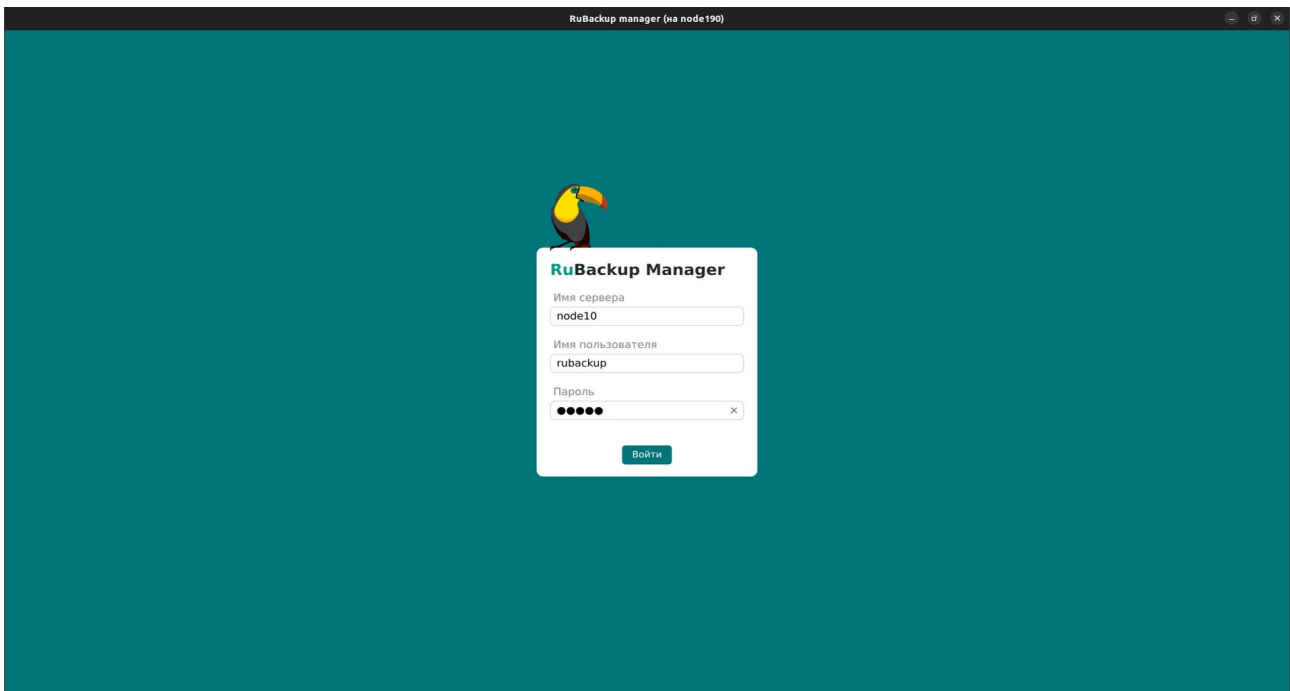 RuBackup manager (на node190)
RuBackup Manager
Имя сервера
node10
Имя пользователя
rubackup
Пароль
●●●●●
Войти